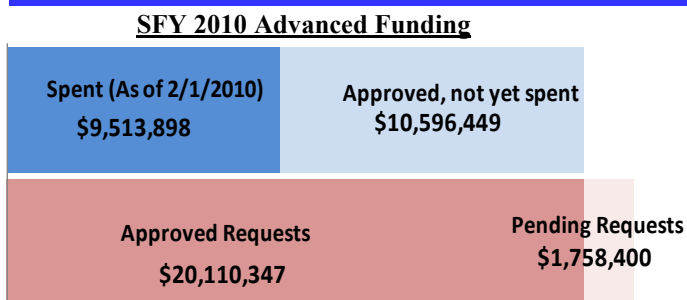 SFY 2010 Advanced Funding
Spent (As of 2/1/2010)
$9,513,898
Approved, not yet spent
$10,596,449
Approved Requests
$20,110,347
Pending Requests
$1,758,400